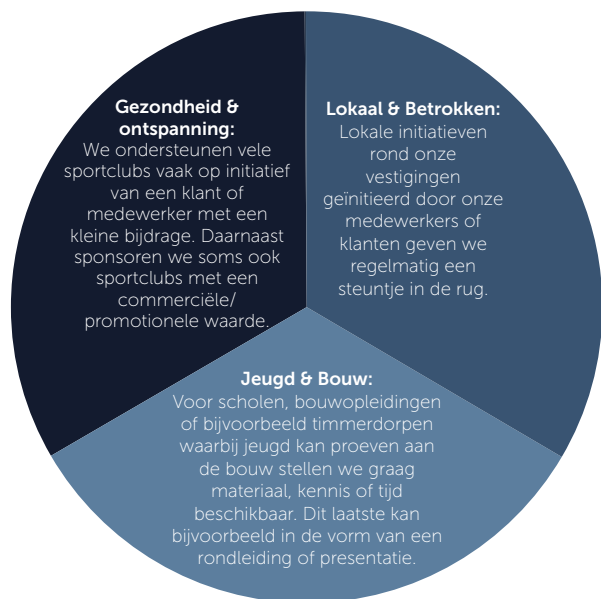 Gezondheid &
ontspanning:
We ondersteunen vele
sportclubs vaak op initiatief
van een klant of
medewerker met een
kleine bijdrage. Daarnaast
sponsoren we soms ook
sportclubs met een
commerciële/
promotionele waarde.
Lokaal & Betrokken:
Lokale initiatieven
rond onze
vestigingen
geïnitieerd door onze
medewerkers of
klanten geven we
regelmatig een
steuntje in de rug.
Jeugd & Bouw:
Voor scholen, bouwopleidingen
of bijvoorbeeld timmerdorpen
waarbij jeugd kan proeven aan
de bouw stellen we graag
materiaal, kennis of tijd
beschikbaar. Dit laatste kan
bijvoorbeeld in de vorm van een
rondleiding of presentatie.